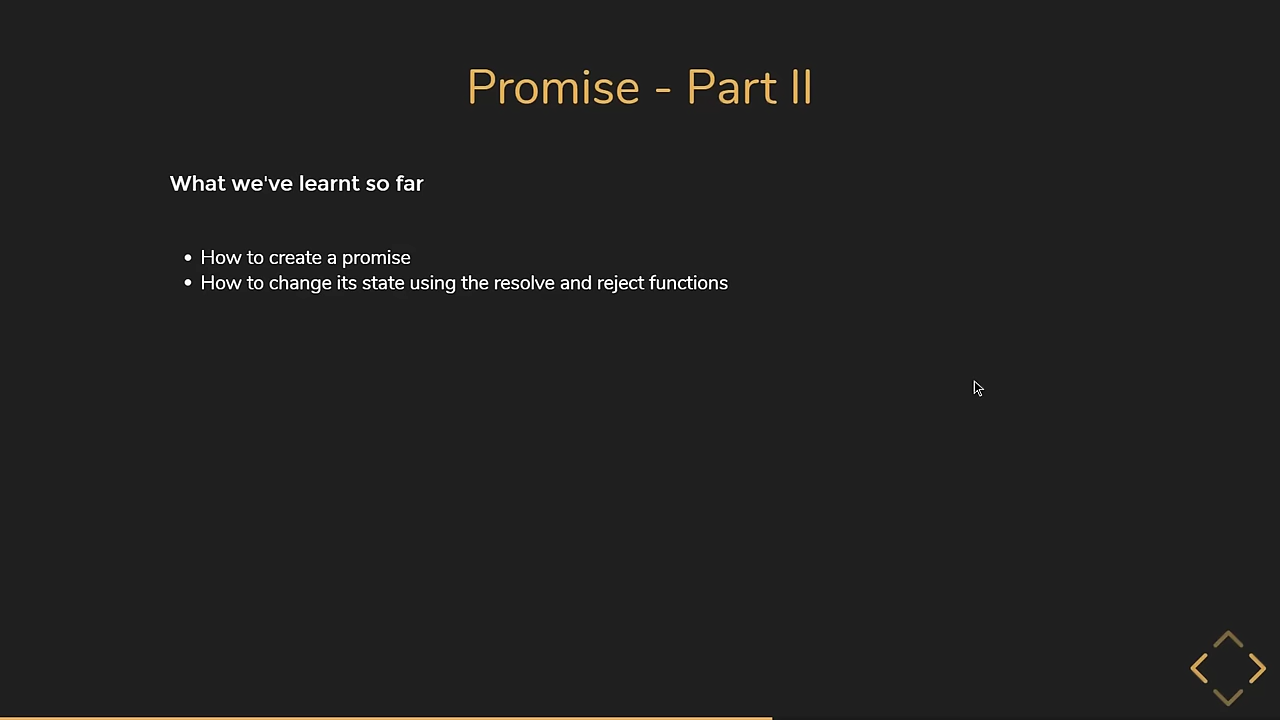 Promise - Part II
What we've learnt so far
• How to create a promise
• How to change its state using the resolve and reject functions